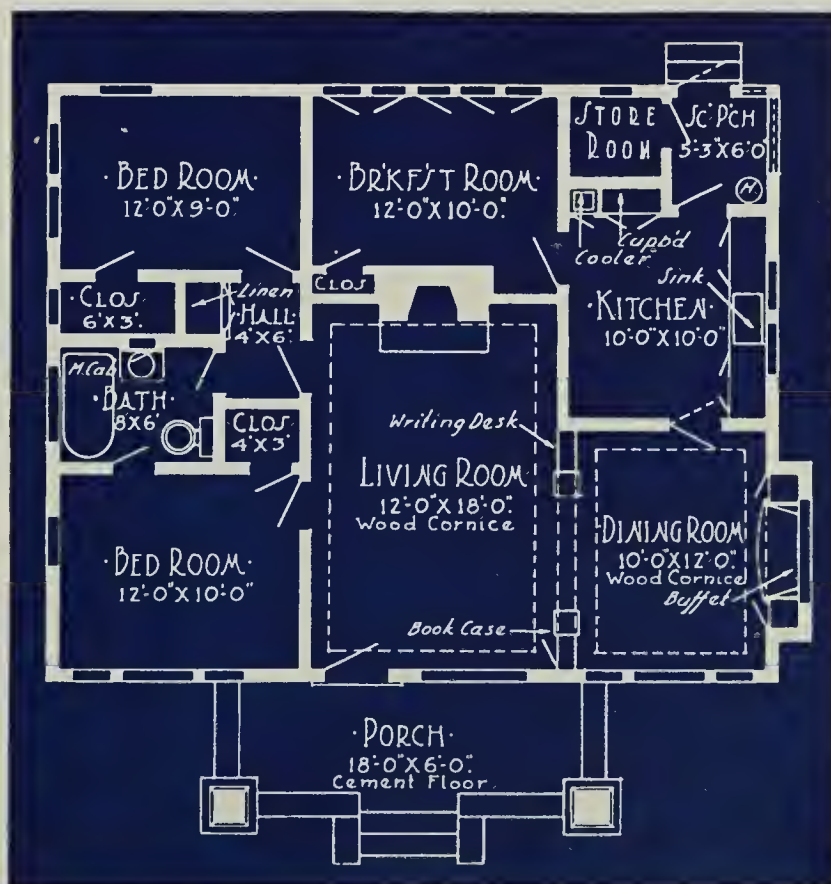 ·BED ROOM·
12'-0"X9'-0"
·BR'KF'ST ROOM·
12'-0"X10'-0"
STORE
ROOM
SC' P'CH
5'-3"X6'-0"
H
Cupb'd
Cooler
Sink
·CLOS·
6'X3'
Linen
·HALL·
4'X6'
CLOS
·KITCHEN·
10'-0"X10'-0"
M.Cab
·BATH·
8'X6'
CLOS
4'X3'
Writing Desk
LIVING ROOM
12'-0"X18'-0"
Wood Cornice
·BED ROOM·
12'-0"X10'-0"
DINING ROOM
10'-0"X12'-0"
Wood Cornice
Buffet
Book Case
·PORCH·
18'-0"X6'-0"
Cement Floor